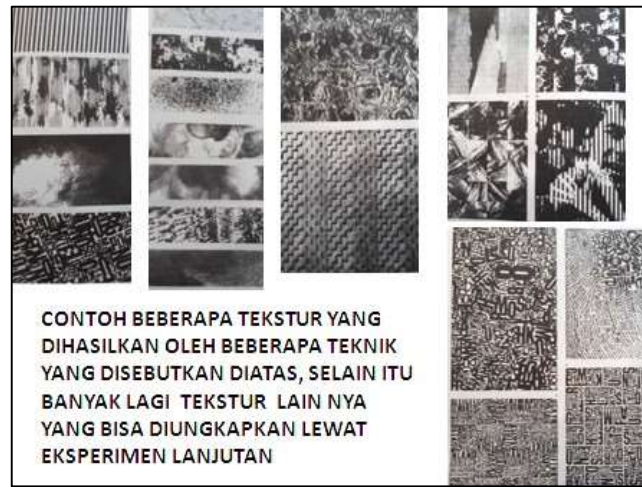 CONTOH BEBERAPA TEKSTUR YANG
DIHASILKAN OLEH BEBERAPA TEKNIK
YANG DISEBUTKAN DIATAS, SELAIN ITU
BANYAK LAGI TEKSTUR LAIN NYA
YANG BISA DIUNGKAPKAN LEWAT
EKSPERIMEN LANJUTAN